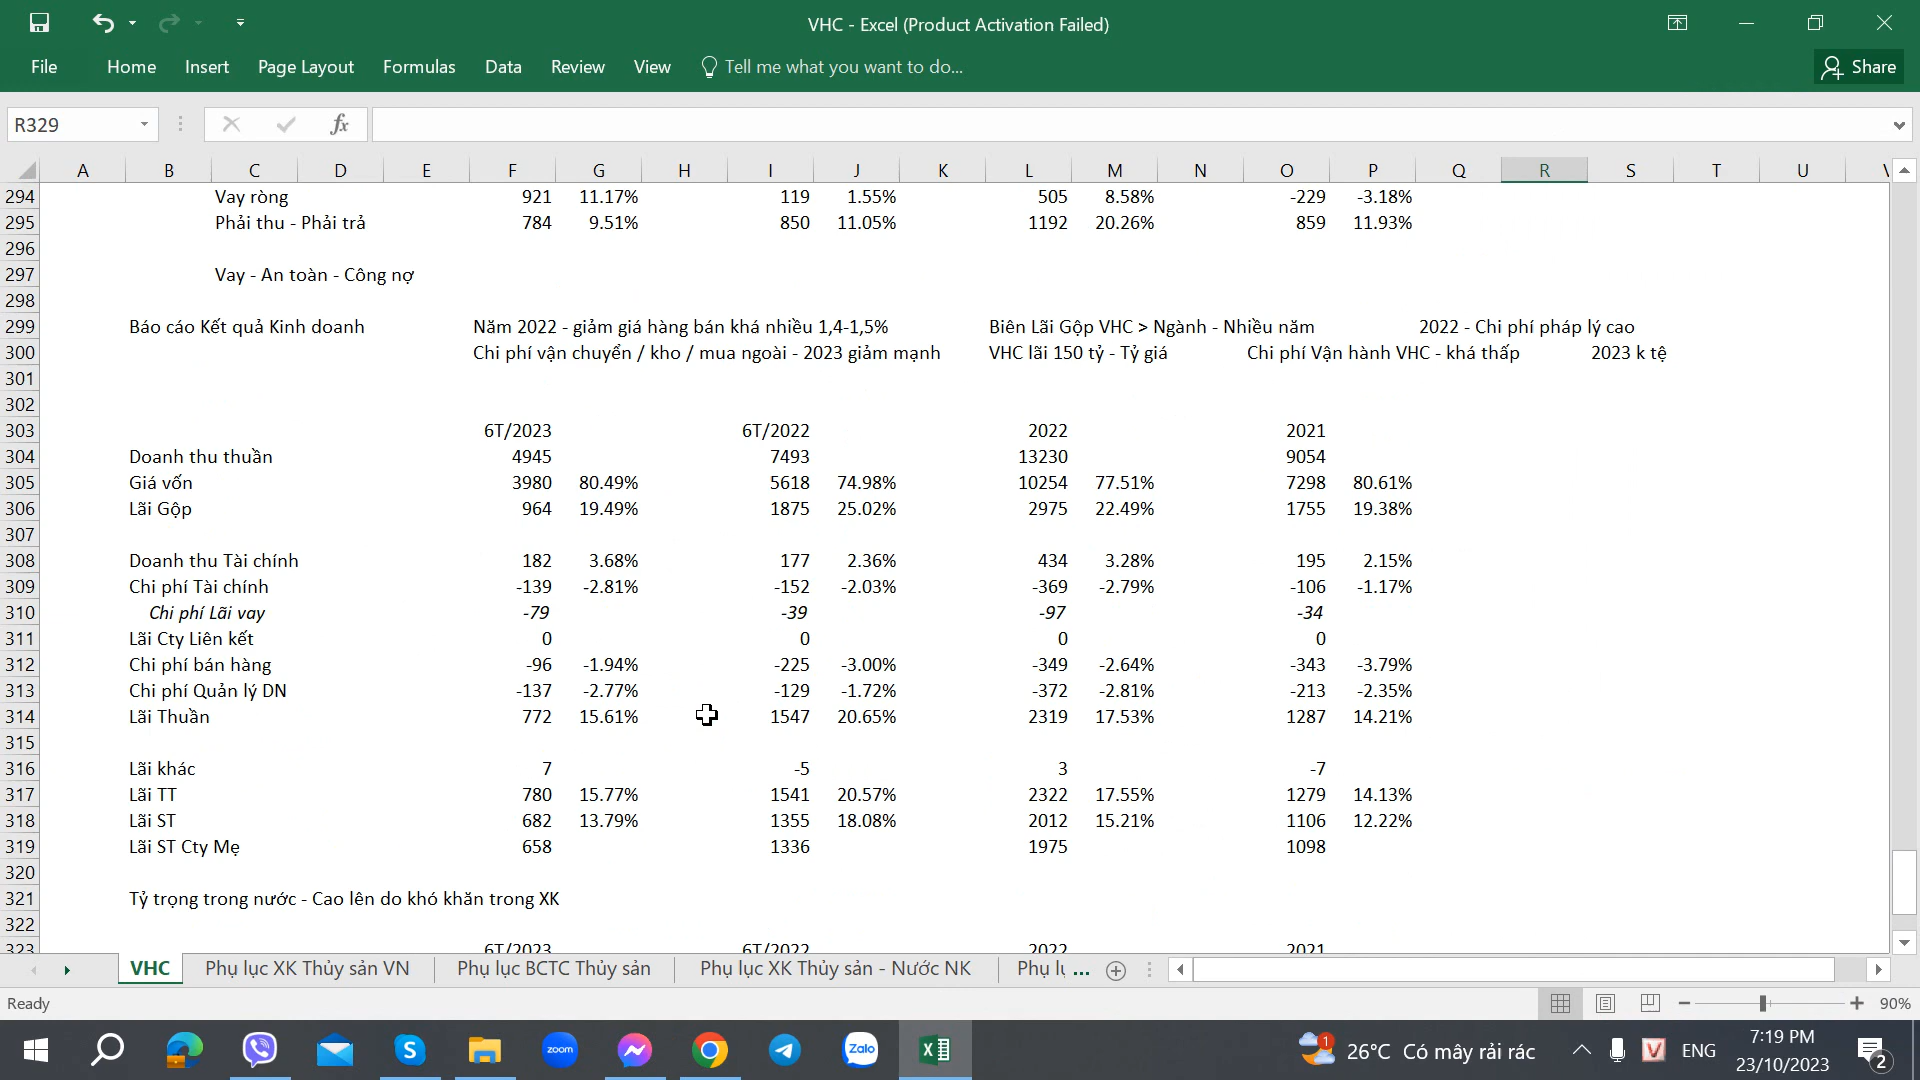 VHC - Excel (Product Activation Failed)
File Home Insert Page Layout Formulas Data Review View Tell me what you want to do... Share
R329 fx
A B C D E F G H I J K L M N O P Q R S T U
294 Vay ròng 921 11.17% 119 1.55% 505 8.58% -229 -3.18%
295 Phải thu - Phải trả 784 9.51% 850 11.05% 1192 20.26% 859 11.93%
296
297 Vay - An toàn - Công nợ
298
299 Báo cáo Kết quả Kinh doanh Năm 2022 - giảm giá hàng bán khá nhiều 1,4-1,5% Biên Lãi Gộp VHC > Ngành - Nhiều năm 2022 - Chi phí pháp lý cao
300 Chi phí vận chuyển / kho / mua ngoài - 2023 giảm mạnh VHC lãi 150 tỷ - Tỷ giá Chi phí Vận hành VHC - khá thấp 2023 k tệ
301
302
303 6T/2023 6T/2022 2022 2021
304 Doanh thu thuần 4945 7493 13230 9054
305 Giá vốn 3980 80.49% 5618 74.98% 10254 77.51% 7298 80.61%
306 Lãi Gộp 964 19.49% 1875 25.02% 2975 22.49% 1755 19.38%
307
308 Doanh thu Tài chính 182 3.68% 177 2.36% 434 3.28% 195 2.15%
309 Chi phí Tài chính -139 -2.81% -152 -2.03% -369 -2.79% -106 -1.17%
310 Chi phí Lãi vay -79 -39 -97 -34
311 Lãi Cty Liên kết 0 0 0 0
312 Chi phí bán hàng -96 -1.94% -225 -3.00% -349 -2.64% -343 -3.79%
313 Chi phí Quản lý DN -137 -2.77% -129 -1.72% -372 -2.81% -213 -2.35%
314 Lãi Thuần 772 15.61% 1547 20.65% 2319 17.53% 1287 14.21%
315
316 Lãi khác 7 -5 3 -7
317 Lãi TT 780 15.77% 1541 20.57% 2322 17.55% 1279 14.13%
318 Lãi ST 682 13.79% 1355 18.08% 2012 15.21% 1106 12.22%
319 Lãi ST Cty Mẹ 658 1336 1975 1098
320
321 Tỷ trọng trong nước - Cao lên do khó khăn trong XK
322
323 6T/2023 6T/2022 2022 2021
VHC Phụ lục XK Thủy sản VN Phụ lục BCTC Thủy sản Phụ lục XK Thủy sản - Nước NK ...
Ready 90%
zoom Zalo 1 26°C Có mây rải rác ENG 7:19 PM 2
23/10/2023